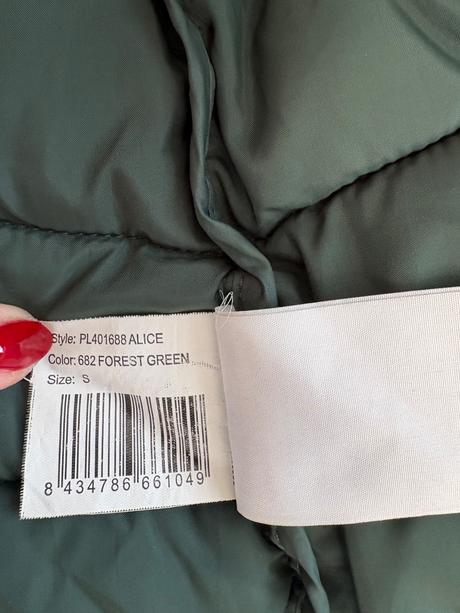 Style: PL401688 ALICE
Color: 682 FOREST GREEN
Size: S
8 434786 661049